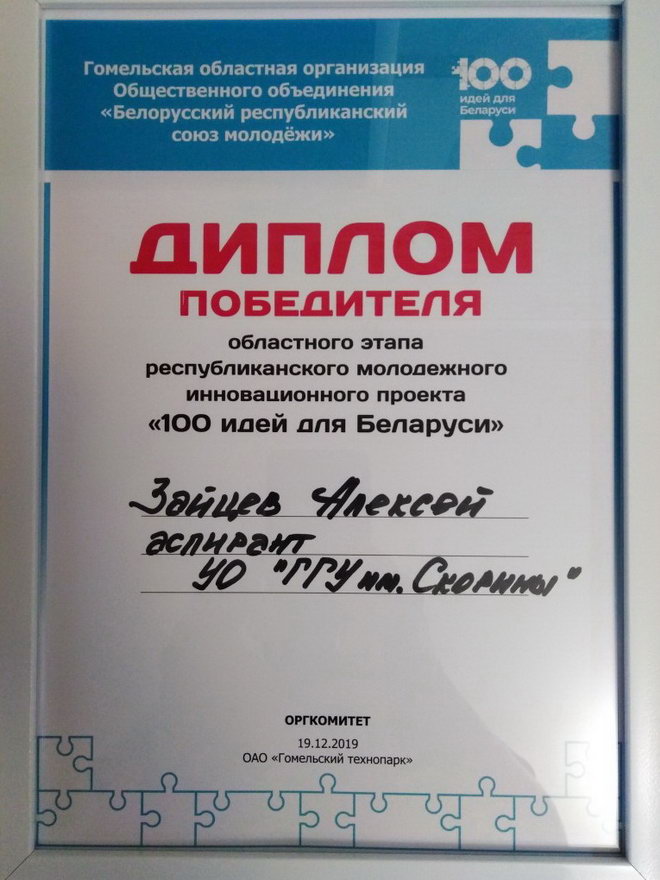 Гомельская областная организация
Общественного объединения
«Белорусский республиканский
союз молодёжи»
100
идей для
Беларуси
ДИПЛОМ
ПОБЕДИТЕЛЯ
областного этапа
республиканского молодежного
инновационного проекта
«100 идей для Беларуси»
Зайцев Алексей
аспирант
УО "ГГУ им. Скорины"
ОРГКОМИТЕТ
19.12.2019
ОАО «Гомельский технопарк»